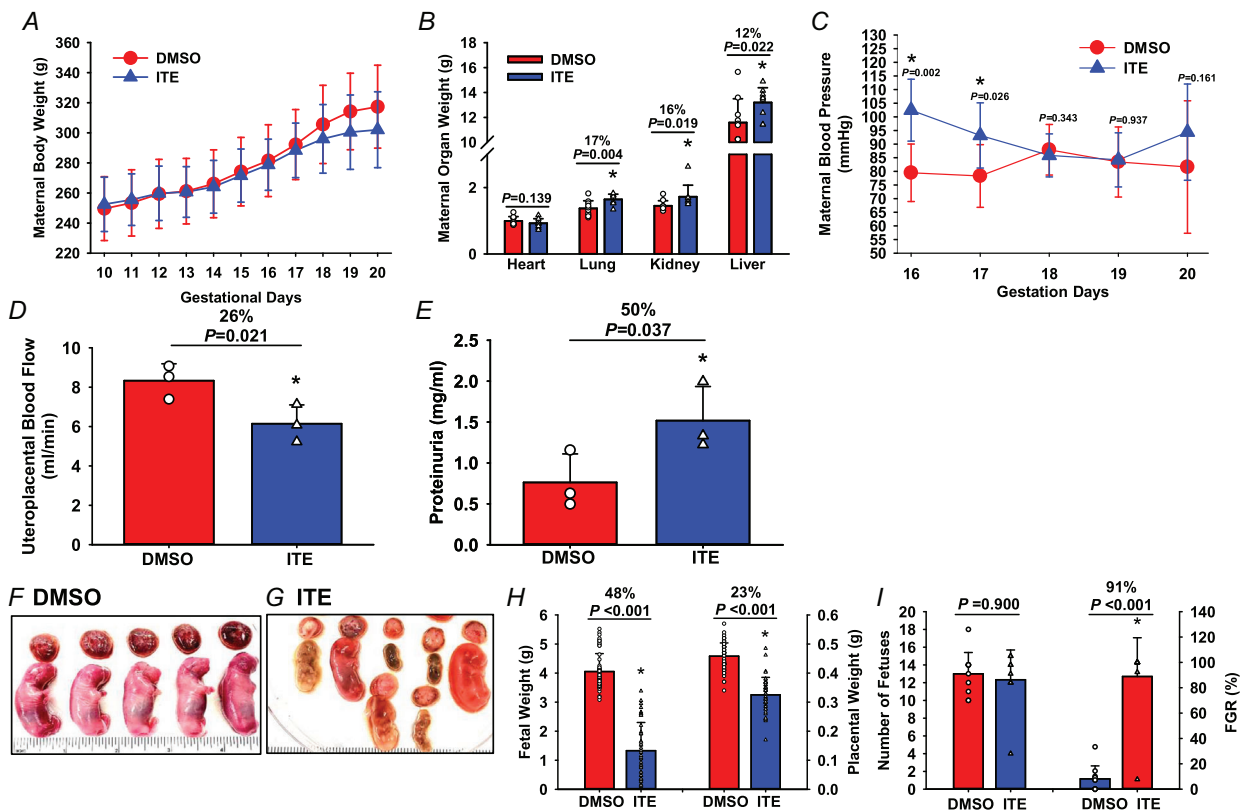 A
Maternal Body Weight (g)
360
340
320
300
280
260
240
220
DMSO
ITE
10 11 12 13 14 15 16 17 18 19 20
Gestational Days
B
Maternal Organ Weight (g)
18
16
14
12
10
2
0
DMSO
ITE
P=0.139
17%
P=0.004
*
16%
P=0.019
*
12%
P=0.022
*
Heart Lung Kidney Liver
C
Maternal Blood Pressure
(mmHg)
130
125
120
115
110
105
100
95
90
85
80
75
70
65
60
55
50
DMSO
ITE
*
P=0.002
*
P=0.026
P=0.343
P=0.937
P=0.161
16 17 18 19 20
Gestation Days
D
Uteroplacental Blood Flow
(ml/min)
10
8
6
4
2
0
26%
P=0.021
*
DMSO ITE
E
Proteinuria (mg/ml)
2.5
2.0
1.5
1.0
0.5
0.0
50%
P=0.037
*
DMSO ITE
F DMSO
1 2 3 4
G ITE
H
Fetal Weight (g)
6
5
4
3
2
1
0
48%
P <0.001
*
23%
P <0.001
*
0.6
0.5
0.4
0.3
0.2
0.1
0.0
Placental Weight (g)
DMSO ITE DMSO ITE
I
Number of Fetuses
20
18
16
14
12
10
8
6
4
2
0
P =0.900
91%
P <0.001
*
140
120
100
80
60
40
20
0
FGR (%)
DMSO ITE DMSO ITE